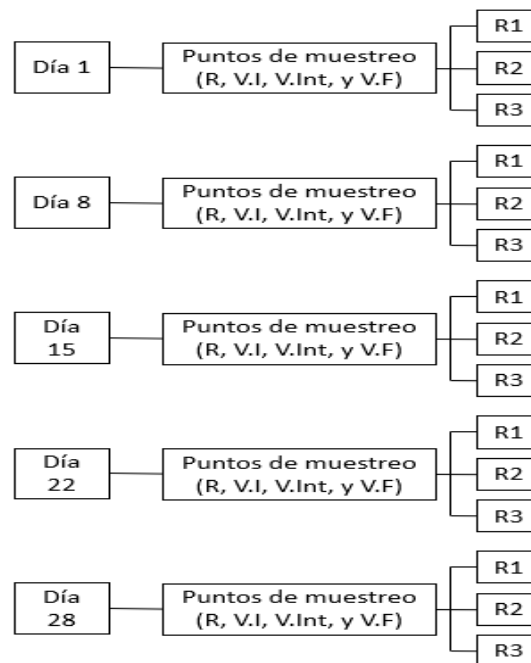 Día 1
Puntos de muestreo
(R, V.I, V.Int, y V.F)
R1
R2
R3
Día 8
Puntos de muestreo
(R, V.I, V.Int, y V.F)
R1
R2
R3
Día
15
Puntos de muestreo
(R, V.I, V.Int, y V.F)
R1
R2
R3
Día
22
Puntos de muestreo
(R, V.I, V.Int, y V.F)
R1
R2
R3
Día
28
Puntos de muestreo
(R, V.I, V.Int, y V.F)
R1
R2
R3